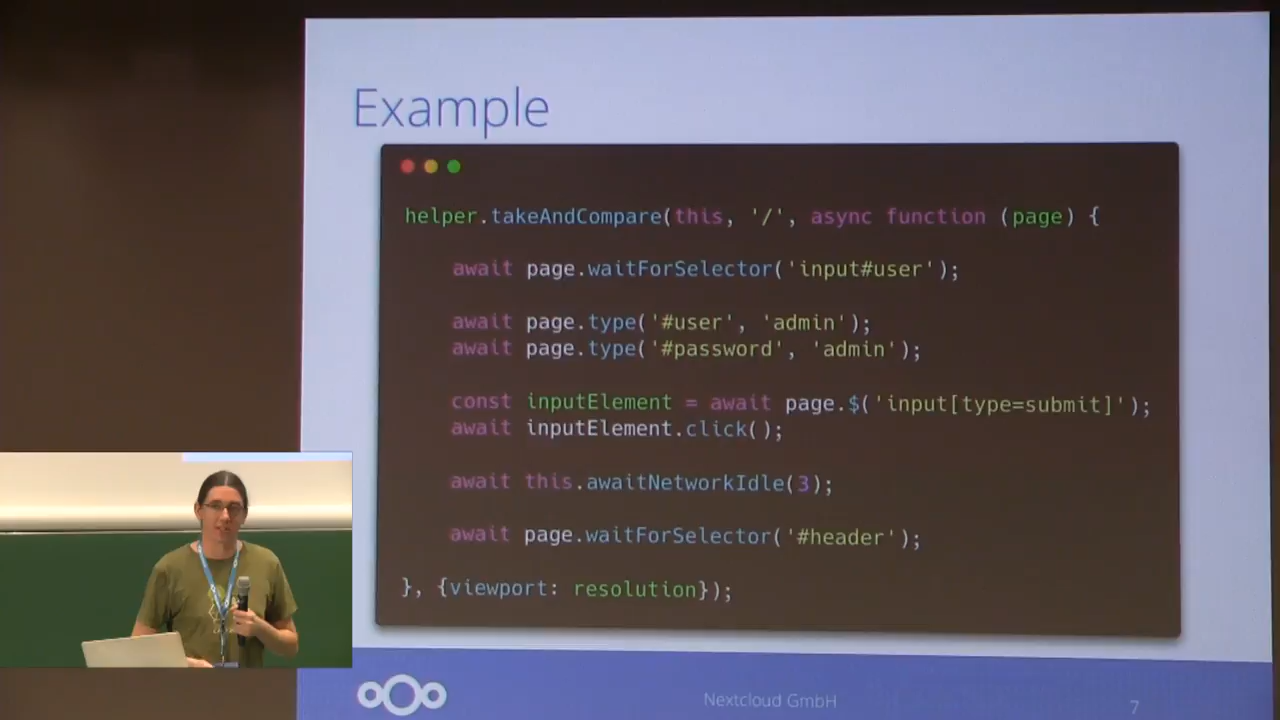 Example
helper.takeAndCompare(this, '/', async function (page) {
await page.waitForSelector('input#user');
await page.type('#user', 'admin');
await page.type('#password', 'admin');
const inputElement = await page.$('input[type=submit]');
await inputElement.click();
await this.awaitNetworkIdle(3);
await page.waitForSelector('#header');
}, {viewport: resolution});
Nextcloud GmbH
7